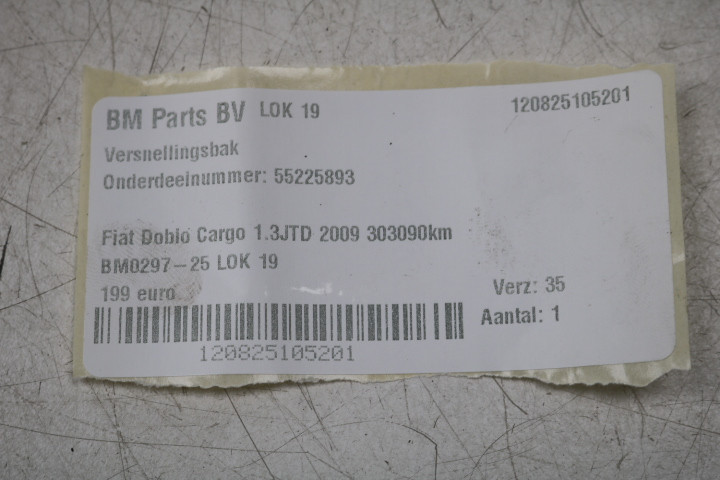 BM Parts BV LOK 19 120825105201
Versnellingsbak
Onderdeelnummer: 55225893
Fiat Doblo Cargo 1.3JTD 2009 303090km
BM0297-25 LOK 19
199 euro Verz: 35
Aantal: 1
120825105201